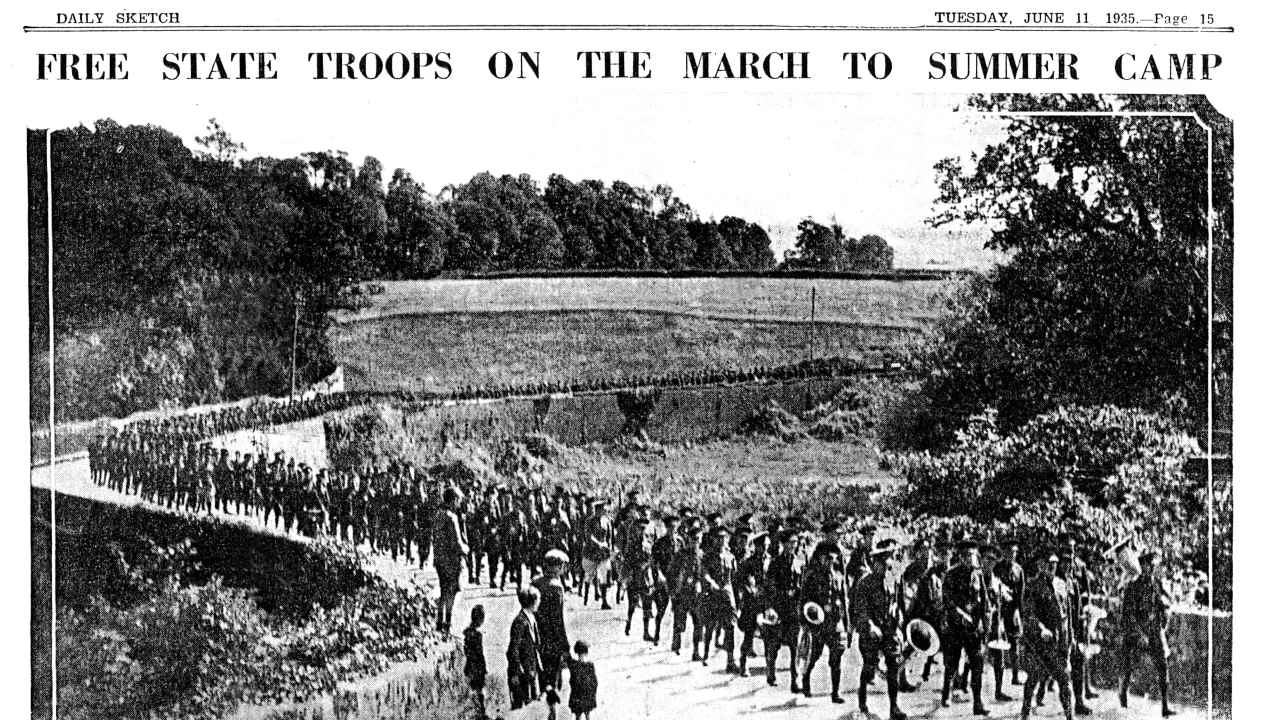 DAILY SKETCH
TUESDAY, JUNE 11 1935.—Page 15
FREE STATE TROOPS ON THE MARCH TO SUMMER CAMP